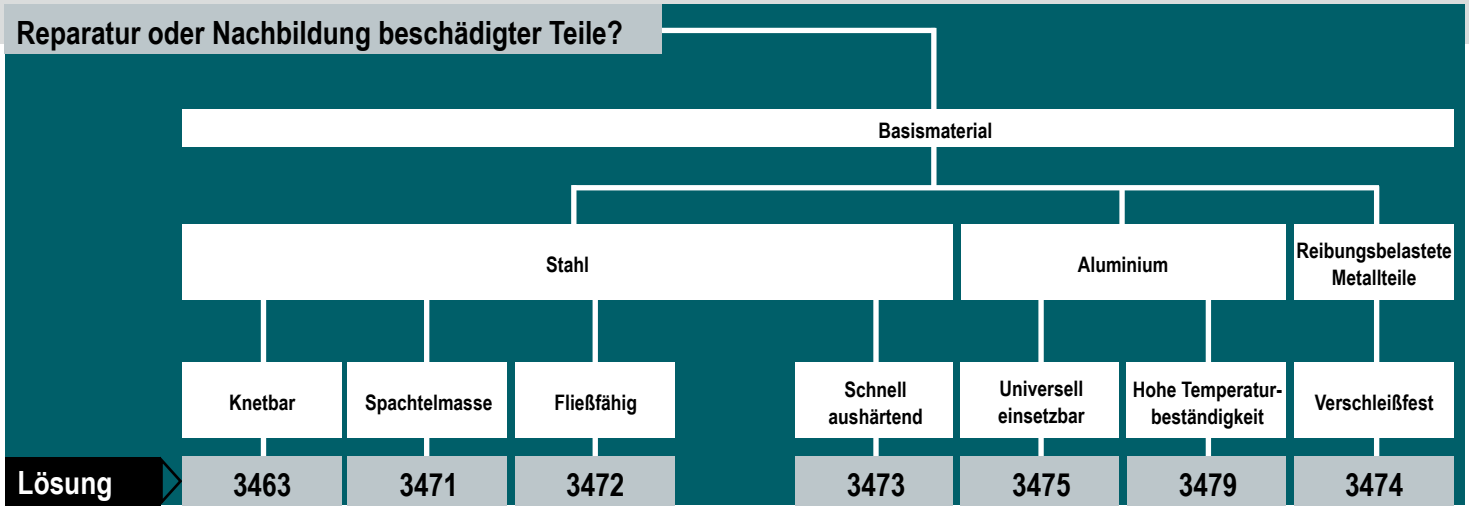 Reparatur oder Nachbildung beschädigter Teile?
Basismaterial
Stahl
Aluminium
Reibungsbelastete
Metallteile
Knetbar
Spachtelmasse
Fließfähig
Schnell
aushärtend
Universell
einsetzbar
Hohe Temperatur-
beständigkeit
Verschleißfest
Lösung
3463
3471
3472
3473
3475
3479
3474